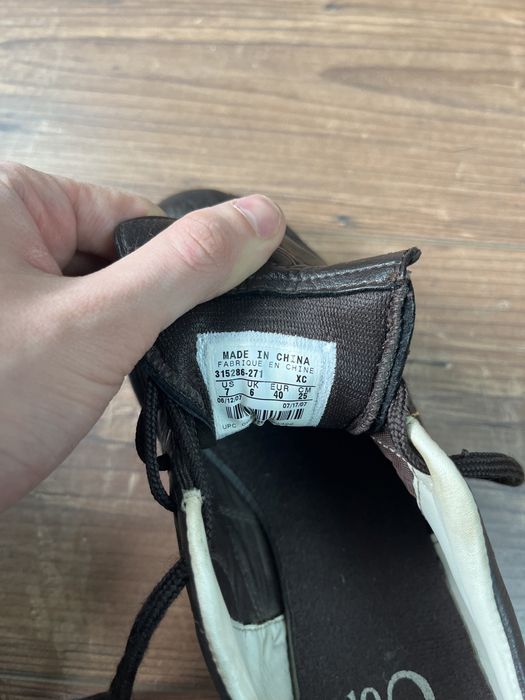 MADE IN CHINA
FABRIQUE EN CHINE
315286-271 XC
US UK EUR CM
7 6 40 25
06/12/07 07/17/07
UPC